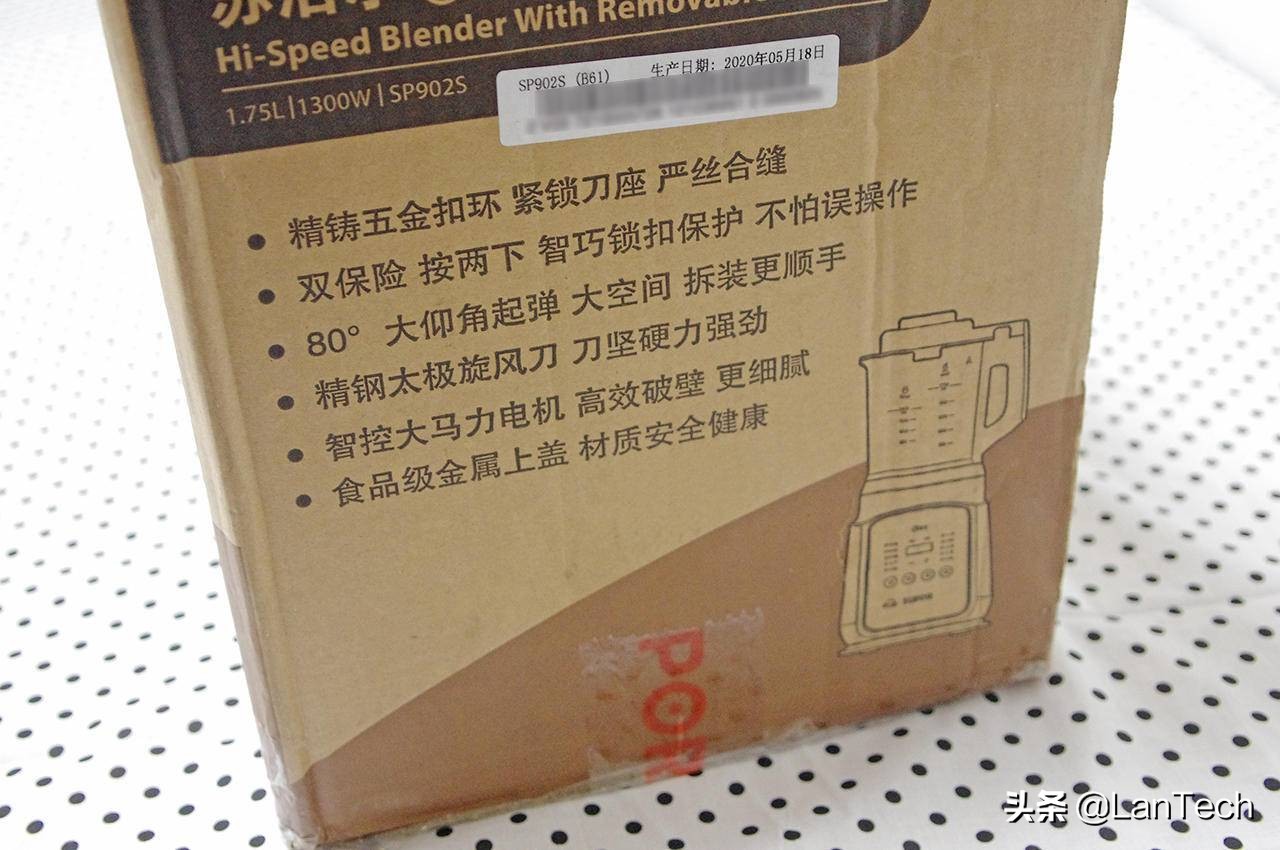 Hi-Speed Blender With Removable
1.75L|1300W|SP902S
SP902S (B61) 生产日期: 2020年05月18日
● 精铸五金扣环 紧锁刀座 严丝合缝
● 双保险 按两下 智巧锁扣保护 不怕误操作
● 80° 大仰角起弹 大空间 拆装更顺手
● 精钢太极旋风刀 刀坚硬力强劲
● 智控大马力电机 高效破壁 更细腻
● 食品级金属上盖 材质安全健康
POR
头条 @LanTech